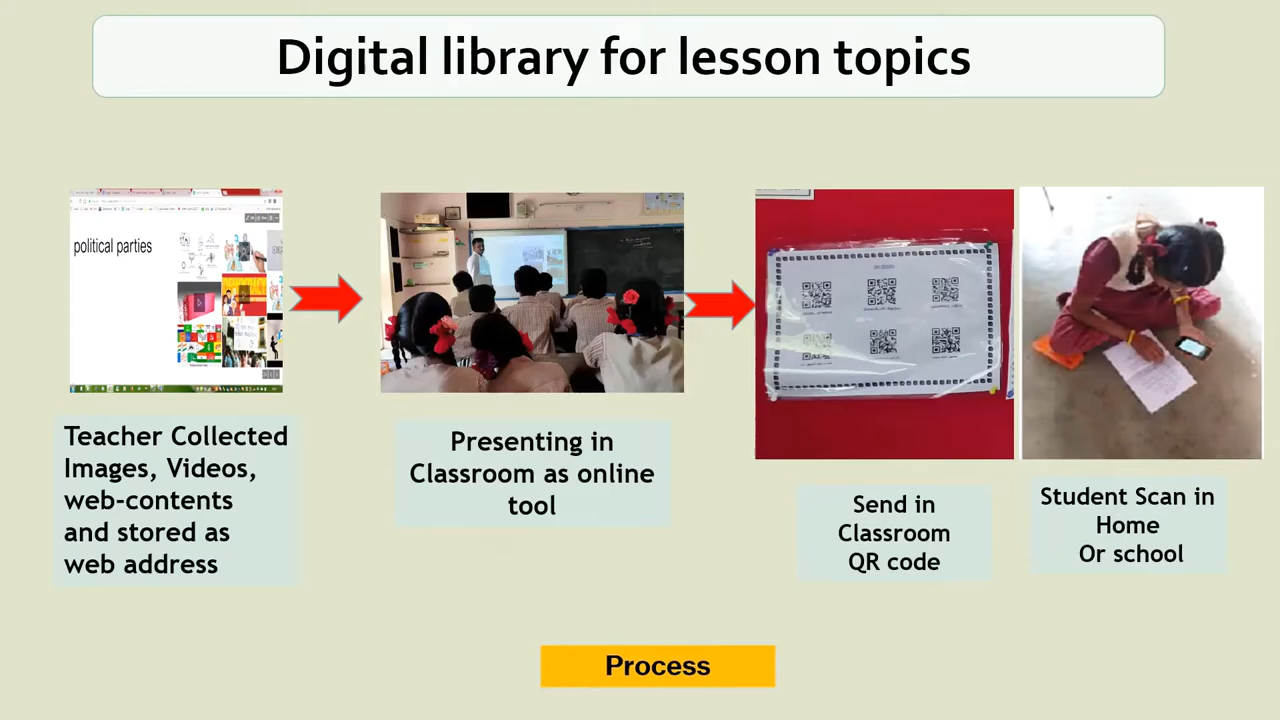 Digital library for lesson topics
political parties
Teacher Collected
Images, Videos,
web-contents
and stored as
web address
Presenting in
Classroom as online
tool
Send in
Classroom
QR code
Student Scan in
Home
Or school
Process